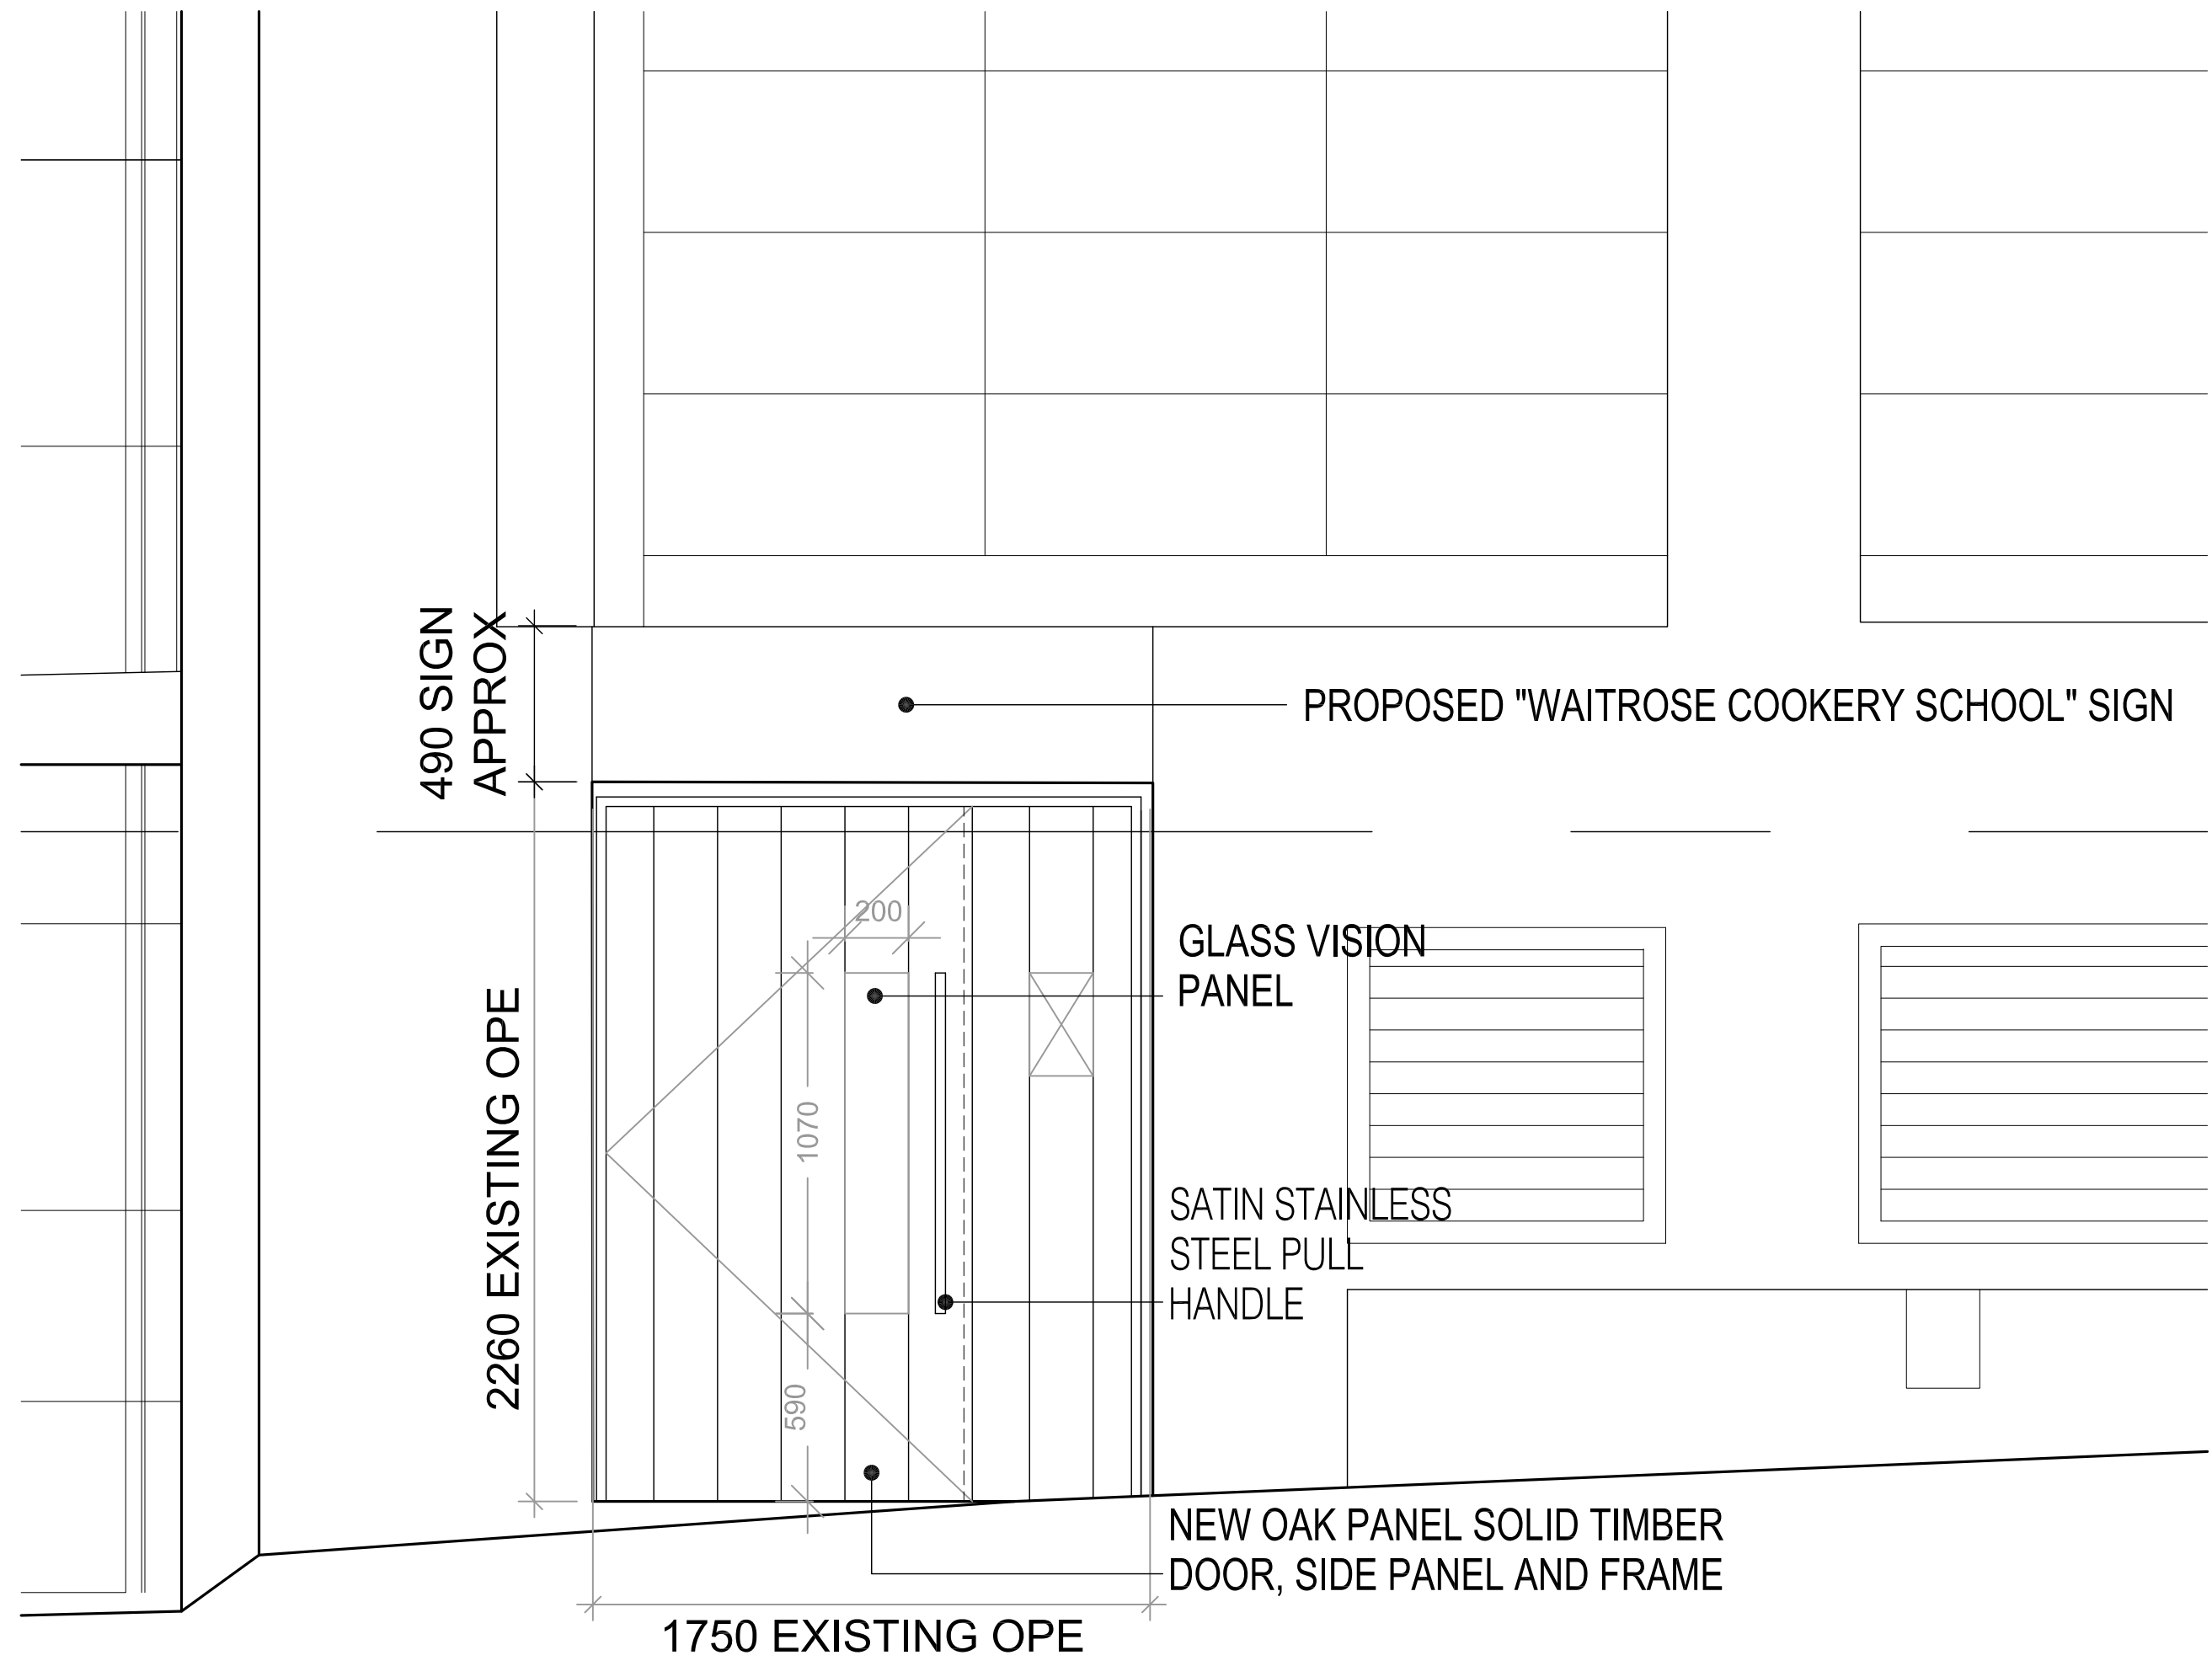 490 SIGN
APPROX
PROPOSED "WAITROSE COOKERY SCHOOL" SIGN
200
GLASS VISION
PANEL
1070
2260 EXISTING OPE
SATIN STAINLESS
STEEL PULL
HANDLE
590
NEW OAK PANEL SOLID TIMBER
DOOR, SIDE PANEL AND FRAME
1750 EXISTING OPE